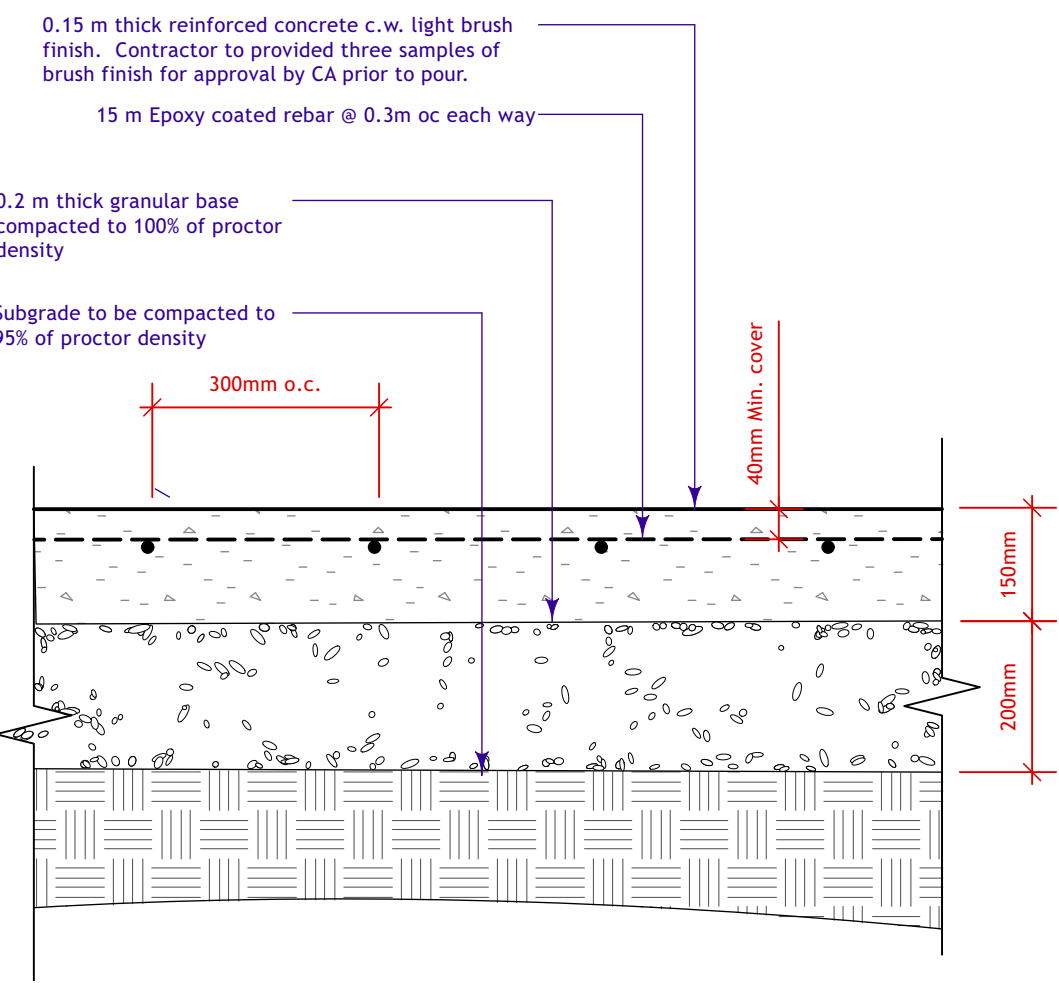 0.15 m thick reinforced concrete c.w. light brush
finish.  Contractor to provided three samples of
brush finish for approval by CA prior to pour.
15 m Epoxy coated rebar @ 0.3m oc each way
0.2 m thick granular base
compacted to 100% of proctor
density
Subgrade to be compacted to
95% of proctor density
300mm o.c.
40mm Min. cover
150mm
200mm